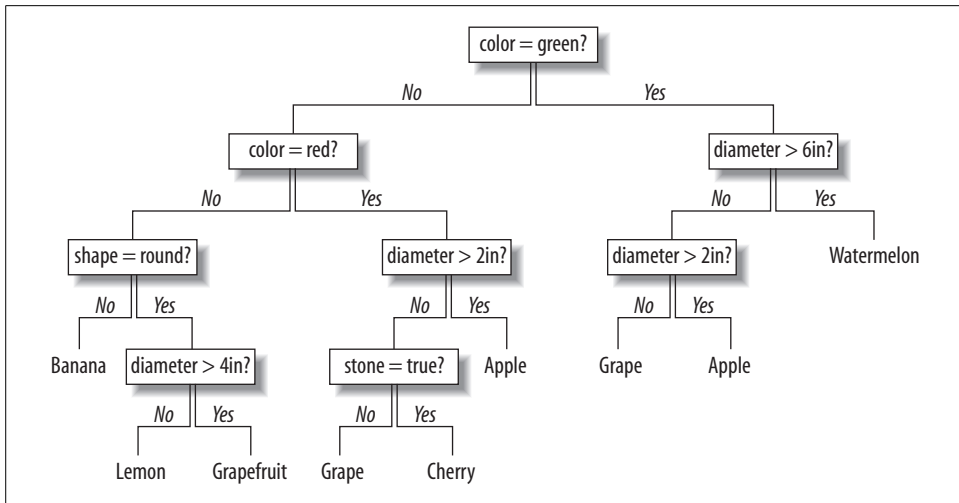 color = green?
No
Yes
color = red?
diameter > 6in?
No
Yes
No
Yes
shape = round?
diameter > 2in?
diameter > 2in?
Watermelon
No
Yes
No
Yes
No
Yes
Banana
diameter > 4in?
stone = true?
Apple
Grape
Apple
No
Yes
No
Yes
Lemon
Grapefruit
Grape
Cherry